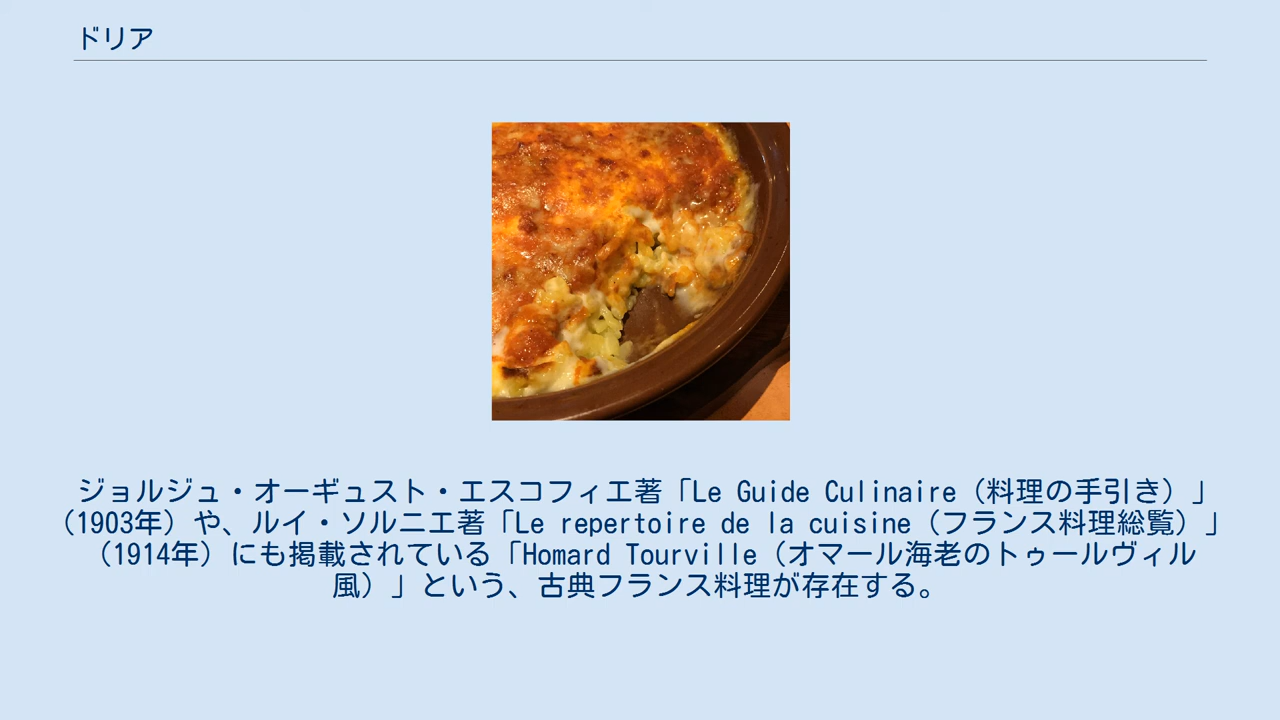 ドリア
ジョルジュ・オーギュスト・エスコフィエ著「Le Guide Culinaire（料理の手引き）」
（1903年）や、ルイ・ソルニエ著「Le repertoire de la cuisine（フランス料理総覧）」
（1914年）にも掲載されている「Homard Tourville（オマール海老のトゥールヴィル
風）」という、古典フランス料理が存在する。